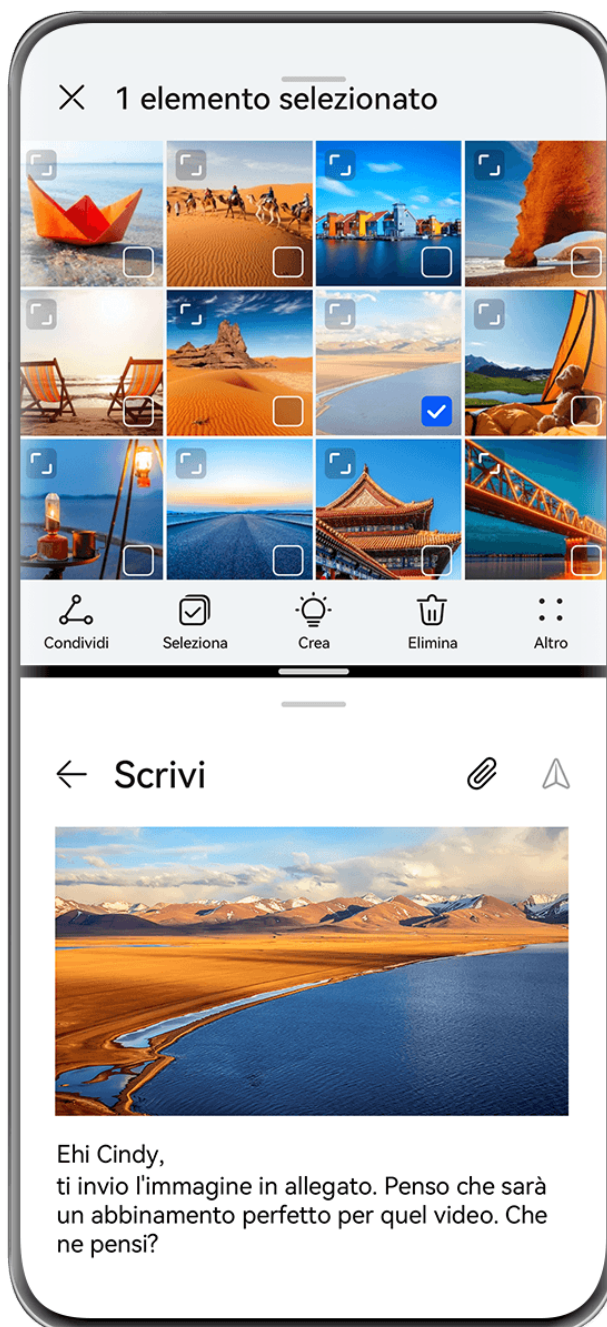 1 elemento selezionato
Condividi
Seleziona
Crea
Elimina
Altro
Scrivi
Ehi Cindy,
ti invio l'immagine in allegato. Penso che sarà
un abbinamento perfetto per quel video. Che
ne pensi?